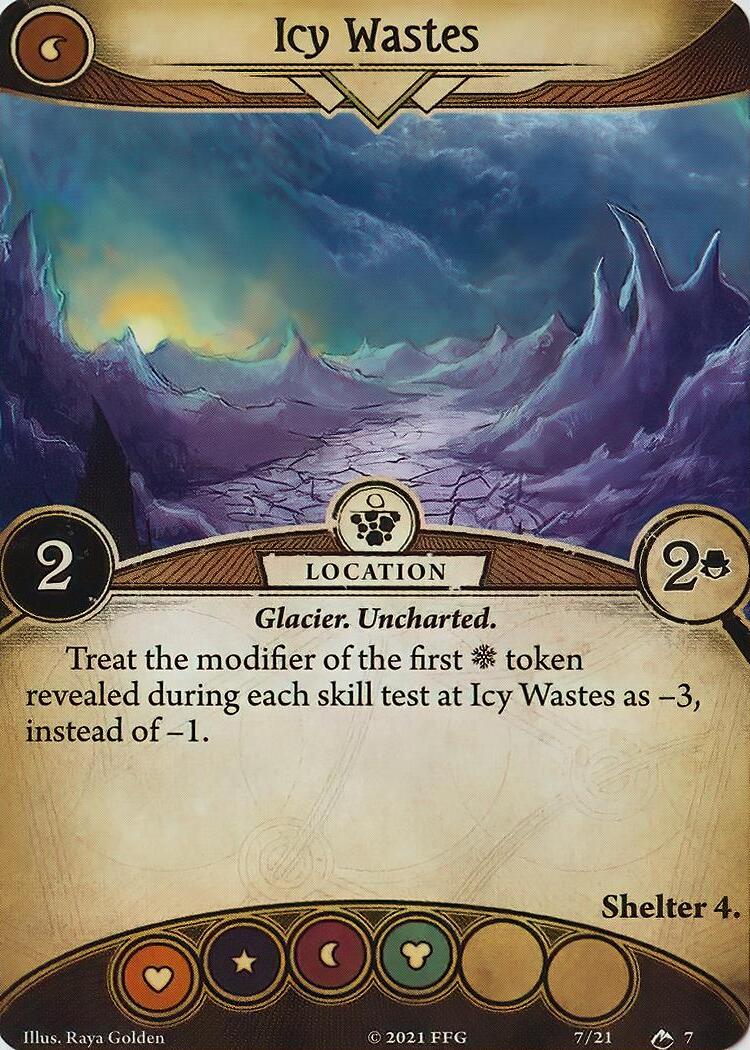 Icy Wastes
2
2
LOCATION
Glacier. Uncharted.
Treat the modifier of the first token
revealed during each skill test at Icy Wastes as –3,
instead of –1.
Shelter 4.
Illus. Raya Golden
© 2021 FFG
7/21
7